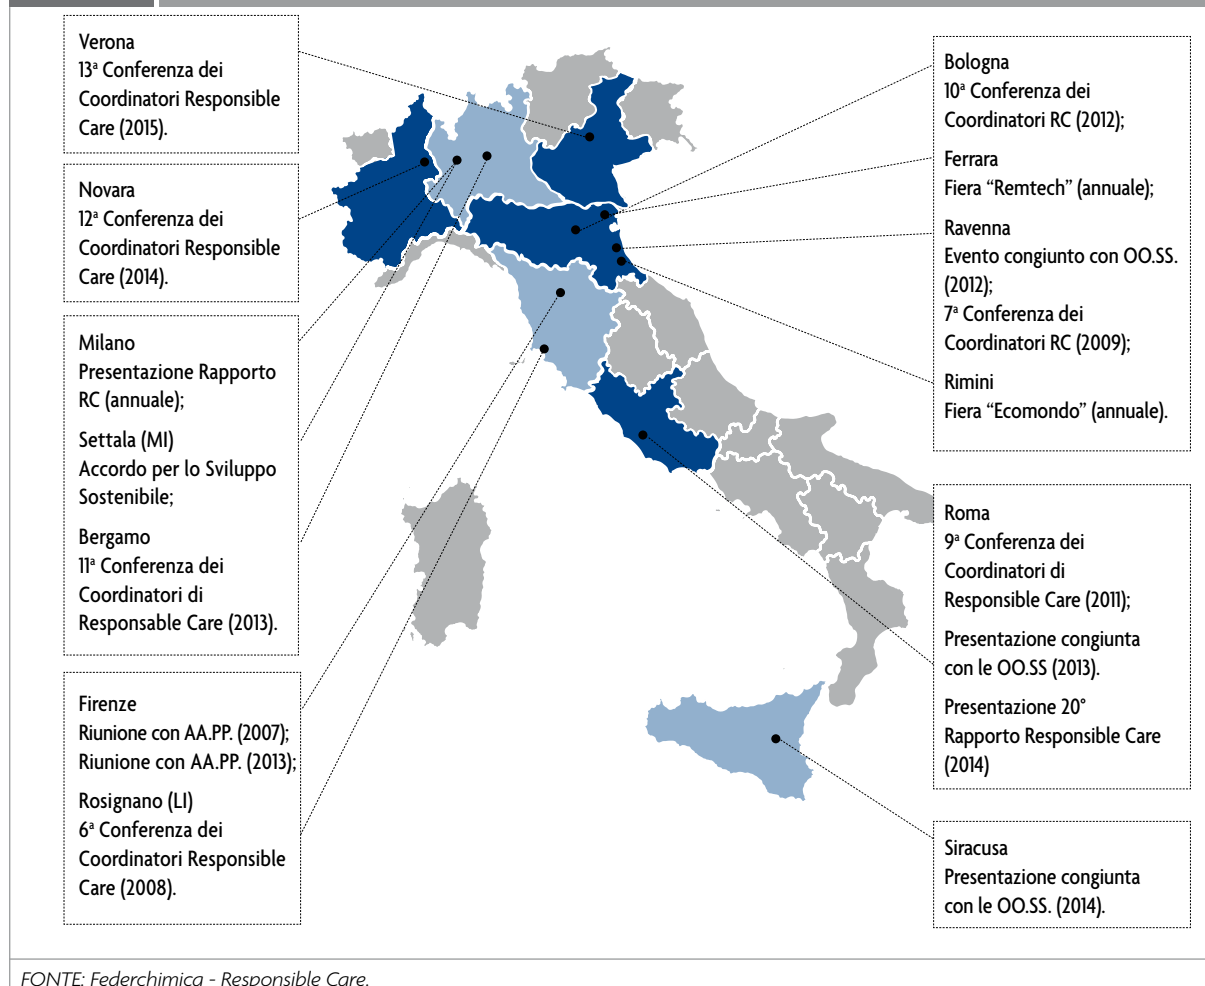 Verona
13ª Conferenza dei
Coordinatori Responsible
Care (2015).
Novara
12ª Conferenza dei
Coordinatori Responsible
Care (2014).
Milano
Presentazione Rapporto
RC (annuale);
Settala (MI)
Accordo per lo Sviluppo
Sostenibile;
Bergamo
11ª Conferenza dei
Coordinatori di
Responsable Care (2013).
Firenze
Riunione con AA.PP. (2007);
Riunione con AA.PP. (2013);
Rosignano (LI)
6ª Conferenza dei
Coordinatori Responsible
Care (2008).
Bologna
10ª Conferenza dei
Coordinatori RC (2012);
Ferrara
Fiera “Remtech” (annuale);
Ravenna
Evento congiunto con OO.SS.
(2012);
7ª Conferenza dei
Coordinatori RC (2009);
Rimini
Fiera “Ecomondo” (annuale).
Roma
9ª Conferenza dei
Coordinatori di
Responsible Care (2011);
Presentazione congiunta
con le OO.SS (2013).
Presentazione 20°
Rapporto Responsible Care
(2014)
Siracusa
Presentazione congiunta
con le OO.SS. (2014).
FONTE: Federchimica - Responsible Care.